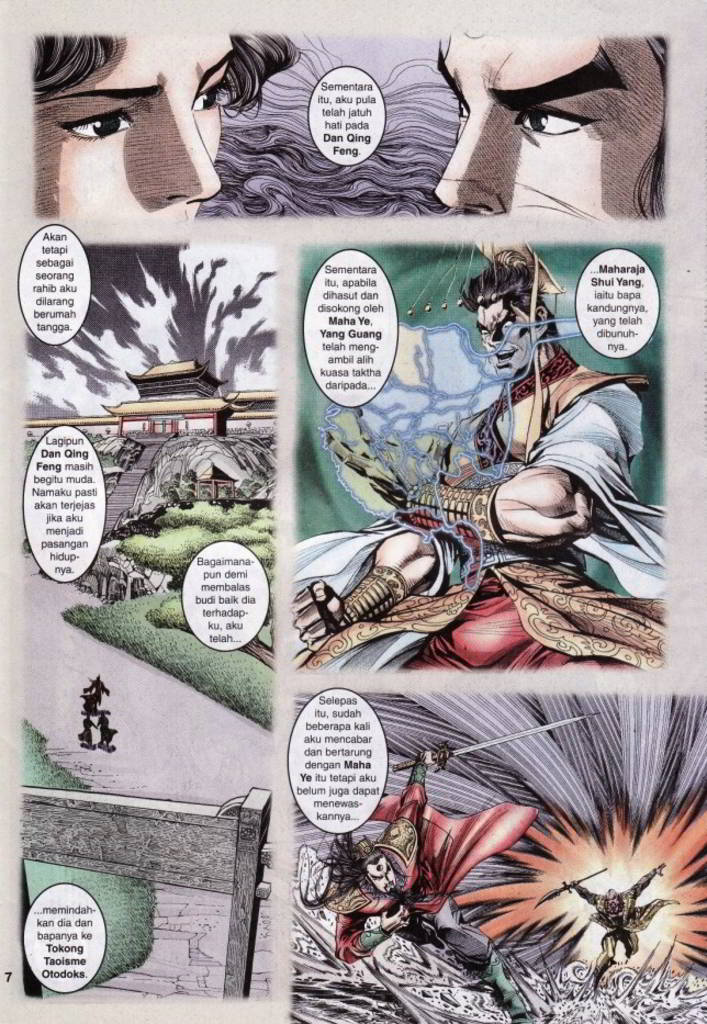 Sementara
itu, aku pula
telah jatuh
hati pada
Dan Qing
Feng.
Akan
tetapi
sebagai
seorang
rahib aku
dilarang
berumah
tangga.
Lagipun
Dan Qing
Feng masih
begitu muda.
Namaku pasti
akan terjejas
jika aku
menjadi
pasangan
hidup-
nya.
Bagaimana-
pun demi
membalas
budi baik dia
terhadap-
ku, aku
telah...
...memindah-
kan dia dan
bapanya ke
Tokong
Taoisme
Otodoks.
Sementara
itu, apabila
dihasut dan
disokong oleh
Maha Ye,
Yang Guang
telah meng-
ambil alih
kuasa taktha
daripada...
...Maharaja
Shui Yang,
iaitu bapa
kandungnya,
yang telah
dibunuh-
nya.
Selepas
itu, sudah
beberapa kali
aku mencabar
dan bertarung
dengan Maha
Ye itu tetapi aku
belum juga dapat
menewas-
kannya...
7